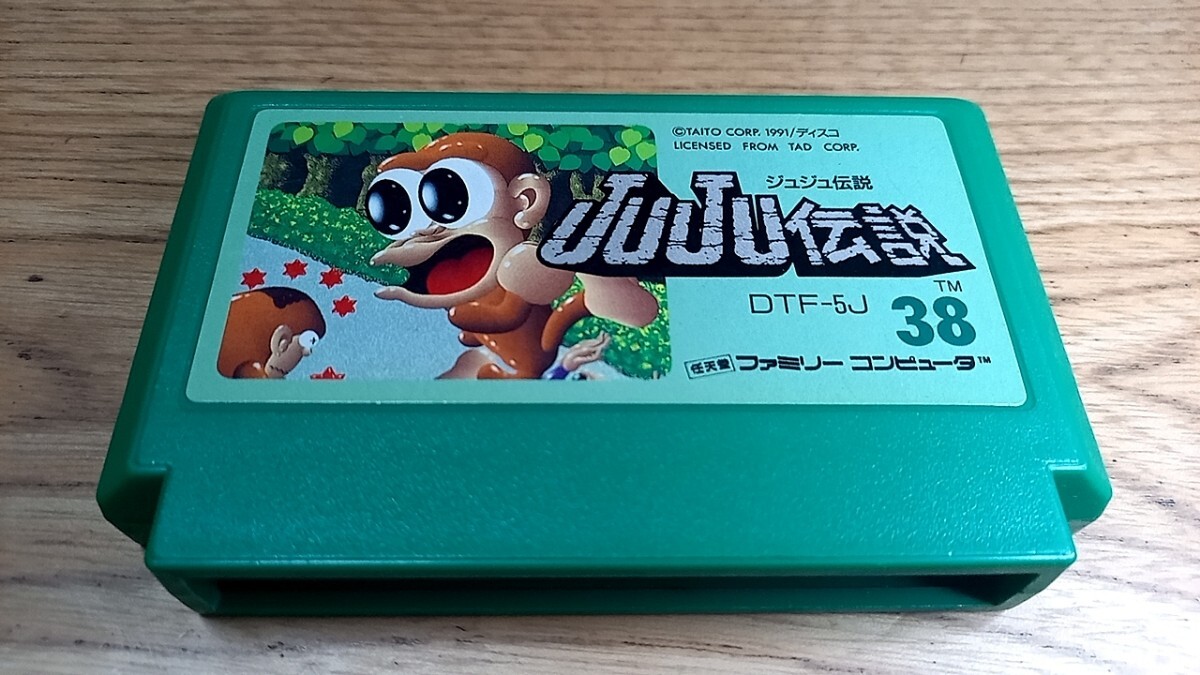 ©TAITO CORP. 1991/ディスコ
LICENSED FROM TAD CORP.
ジュジュ伝説
JUJU伝説
TM
DTF-5J 38
任天堂 ファミリー コンピュータ™